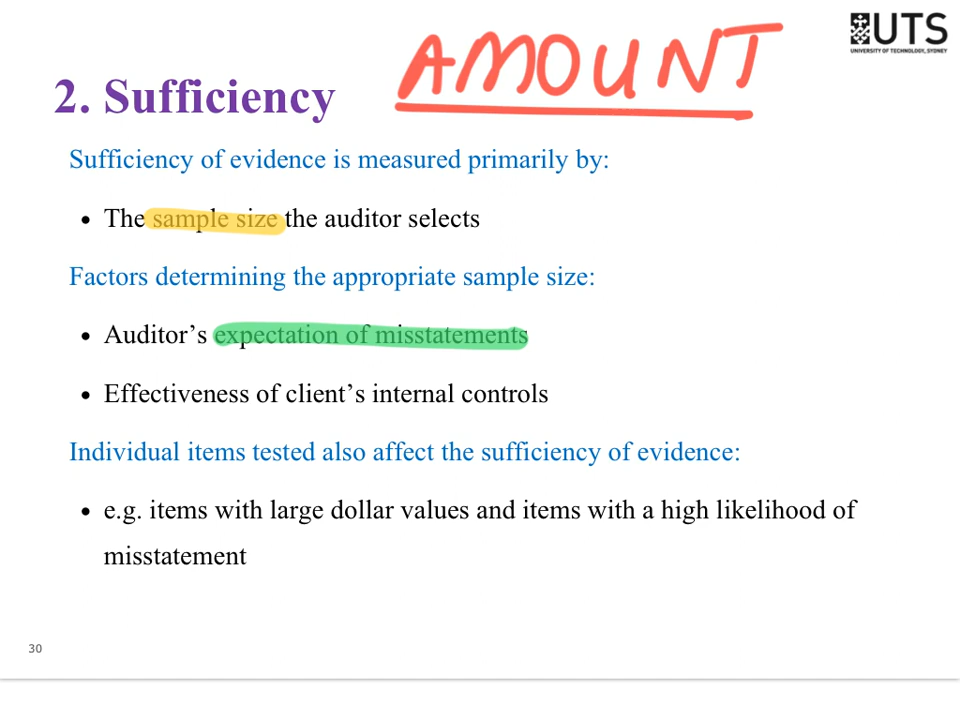 AMOUNT
UTS
UNIVERSITY OF TECHNOLOGY, SYDNEY
2. Sufficiency
Sufficiency of evidence is measured primarily by:
• The sample size the auditor selects
Factors determining the appropriate sample size:
• Auditor’s expectation of misstatements
• Effectiveness of client’s internal controls
Individual items tested also affect the sufficiency of evidence:
• e.g. items with large dollar values and items with a high likelihood of
misstatement
30